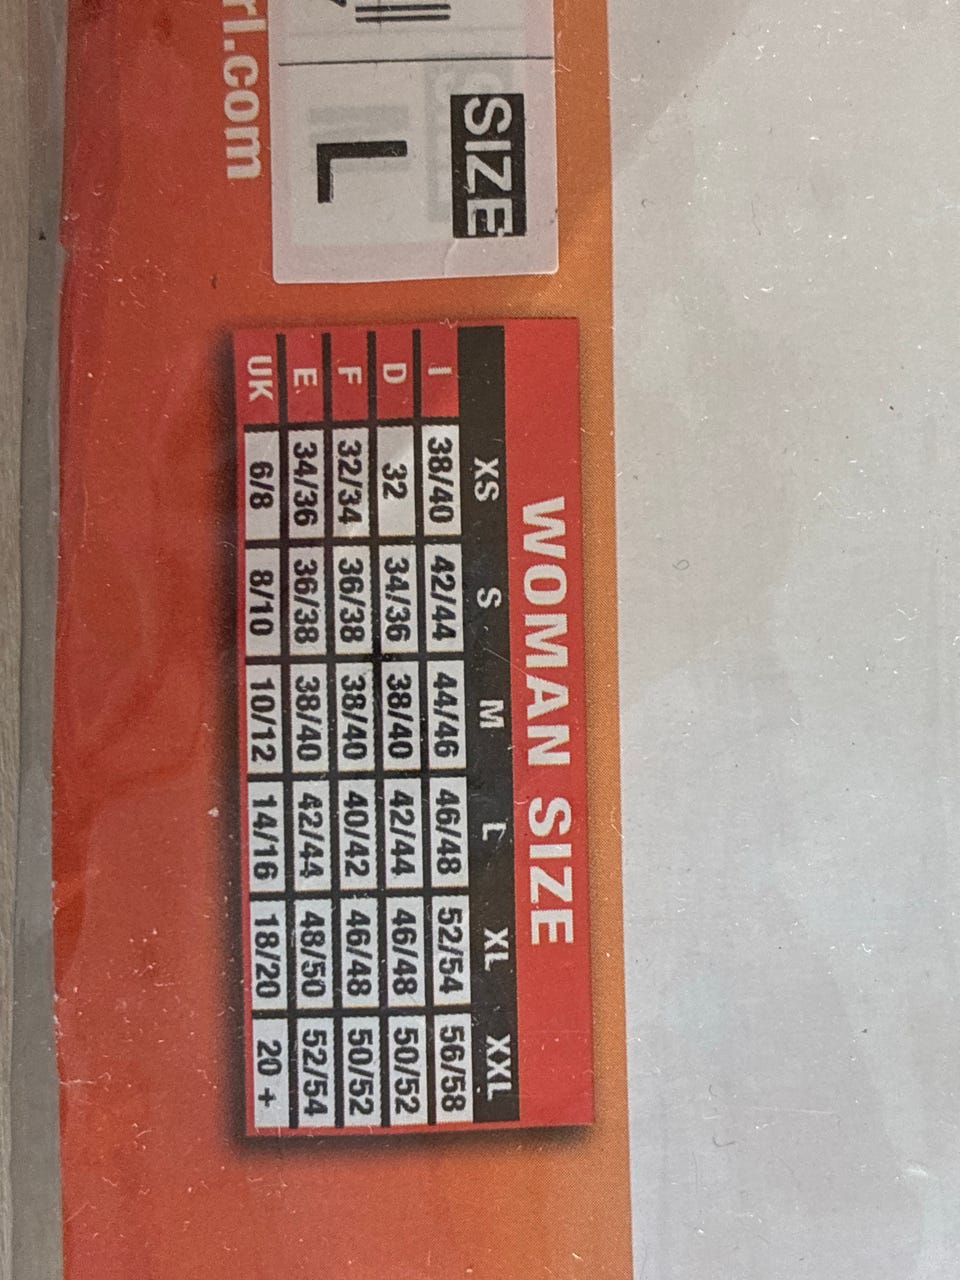 rl.com
SIZE
L
WOMAN SIZE
XS S M L XL XXL
I 38/40 42/44 44/46 46/48 52/54 56/58
D 32 34/36 38/40 42/44 46/48 50/52
F 32/34 36/38 38/40 40/42 46/48 50/52
E 34/36 36/38 38/40 42/44 48/50 52/54
UK 6/8 8/10 10/12 14/16 18/20 20 +